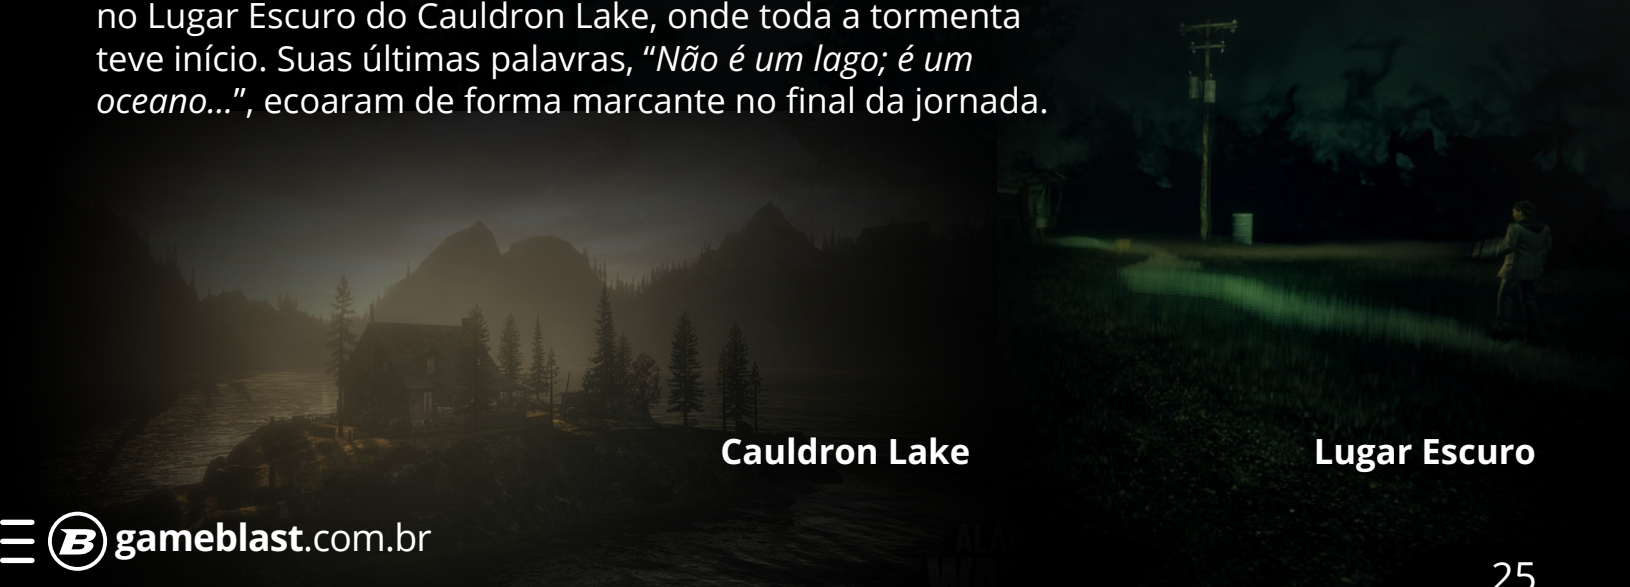 no Lugar Escuro do Cauldron Lake, onde toda a tormenta
teve início. Suas últimas palavras, “Não é um lago; é um
oceano...”, ecoaram de forma marcante no final da jornada.
Cauldron Lake
Lugar Escuro
B gameblast.com.br
25